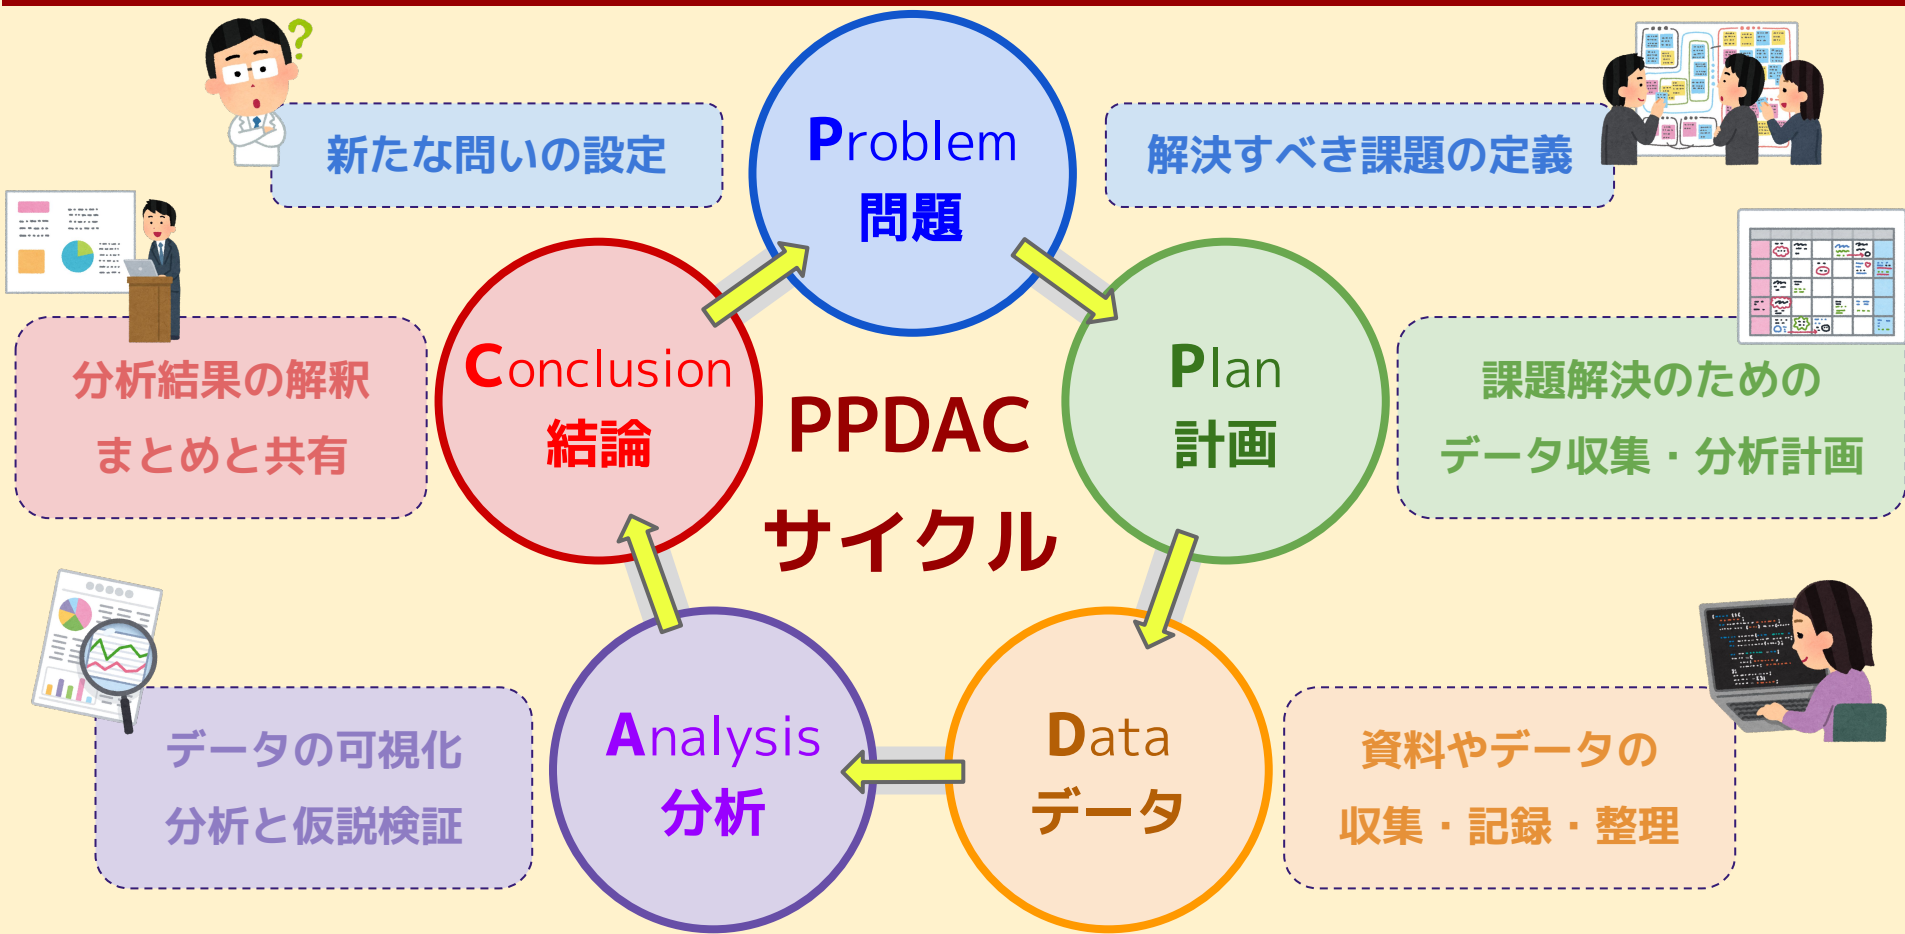 新たな問いの設定
Problem
問題
解決すべき課題の定義
Conclusion
結論
分析結果の解釈
まとめと共有
PPDAC
サイクル
Plan
計画
課題解決のための
データ収集・分析計画
Analysis
分析
データの可視化
分析と仮説検証
Data
データ
資料やデータの
収集・記録・整理
?